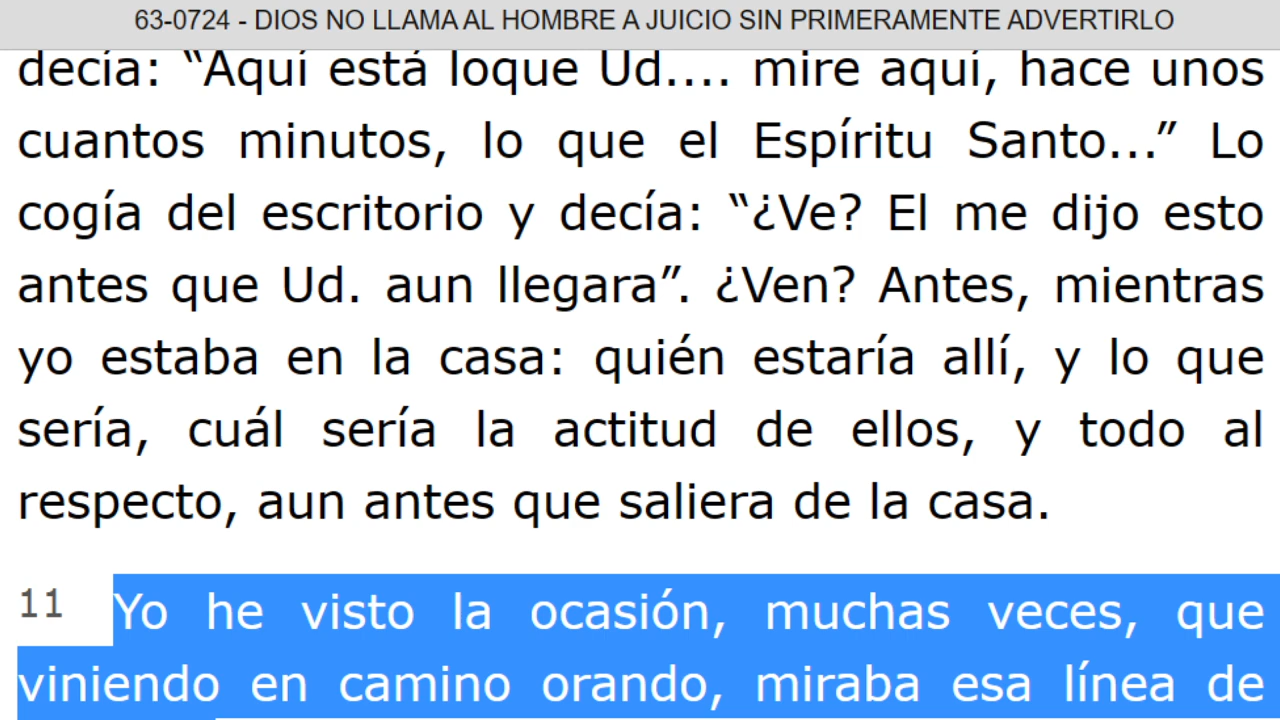 63-0724 - DIOS NO LLAMA AL HOMBRE A JUICIO SIN PRIMERAMENTE ADVERTIRLO
decía: “Aquí está loque Ud.... mire aquí, hace unos
cuantos minutos, lo que el Espíritu Santo...” Lo
cogía del escritorio y decía: “¿Ve? El me dijo esto
antes que Ud. aun llegara”. ¿Ven? Antes, mientras
yo estaba en la casa: quién estaría allí, y lo que
sería, cuál sería la actitud de ellos, y todo al
respecto, aun antes que saliera de la casa.
11 Yo he visto la ocasión, muchas veces, que
viniendo en camino orando, miraba esa línea de